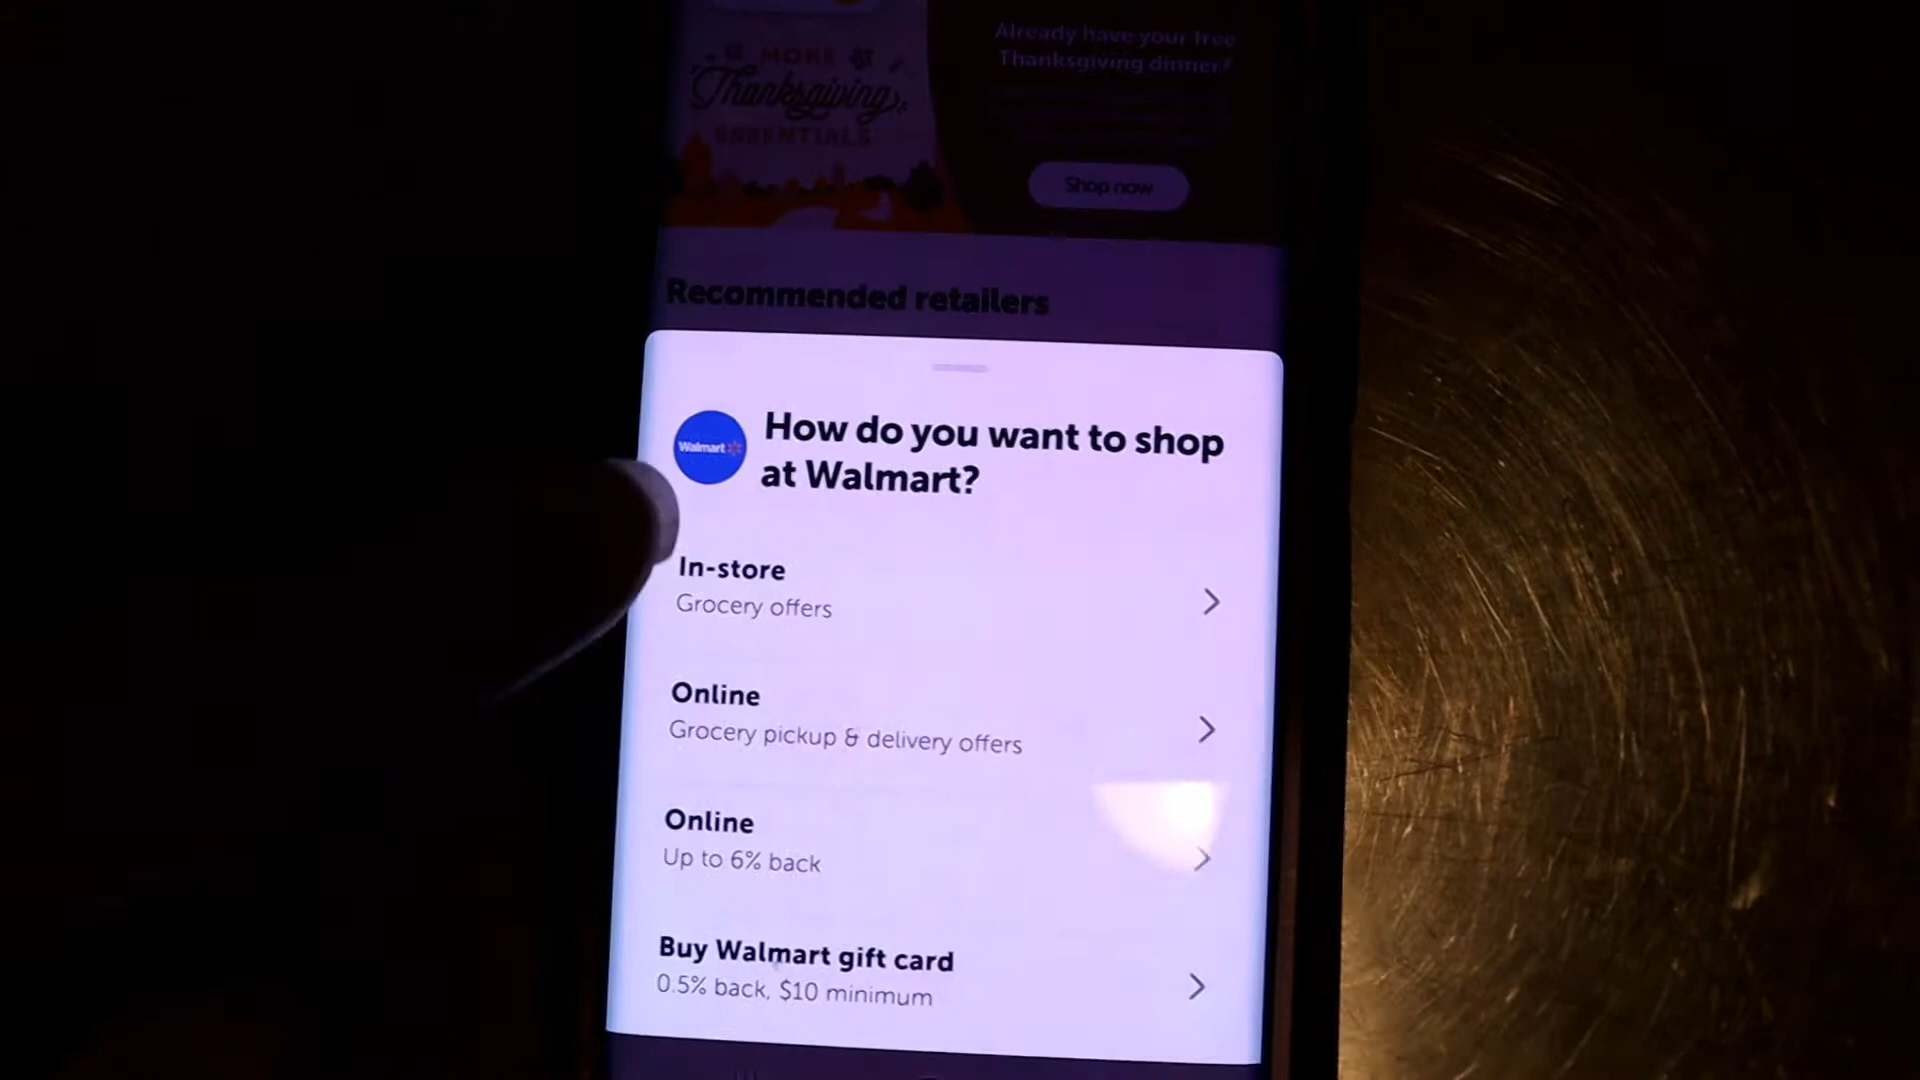 MORE
Thanksgiving
ESSENTIALS
Already have your free
Thanksgiving dinner?
Shop now
Recommended retailers
Walmart
How do you want to shop
at Walmart?
In-store
Grocery offers
Online
Grocery pickup & delivery offers
Online
Up to 6% back
Buy Walmart gift card
0.5% back, $10 minimum